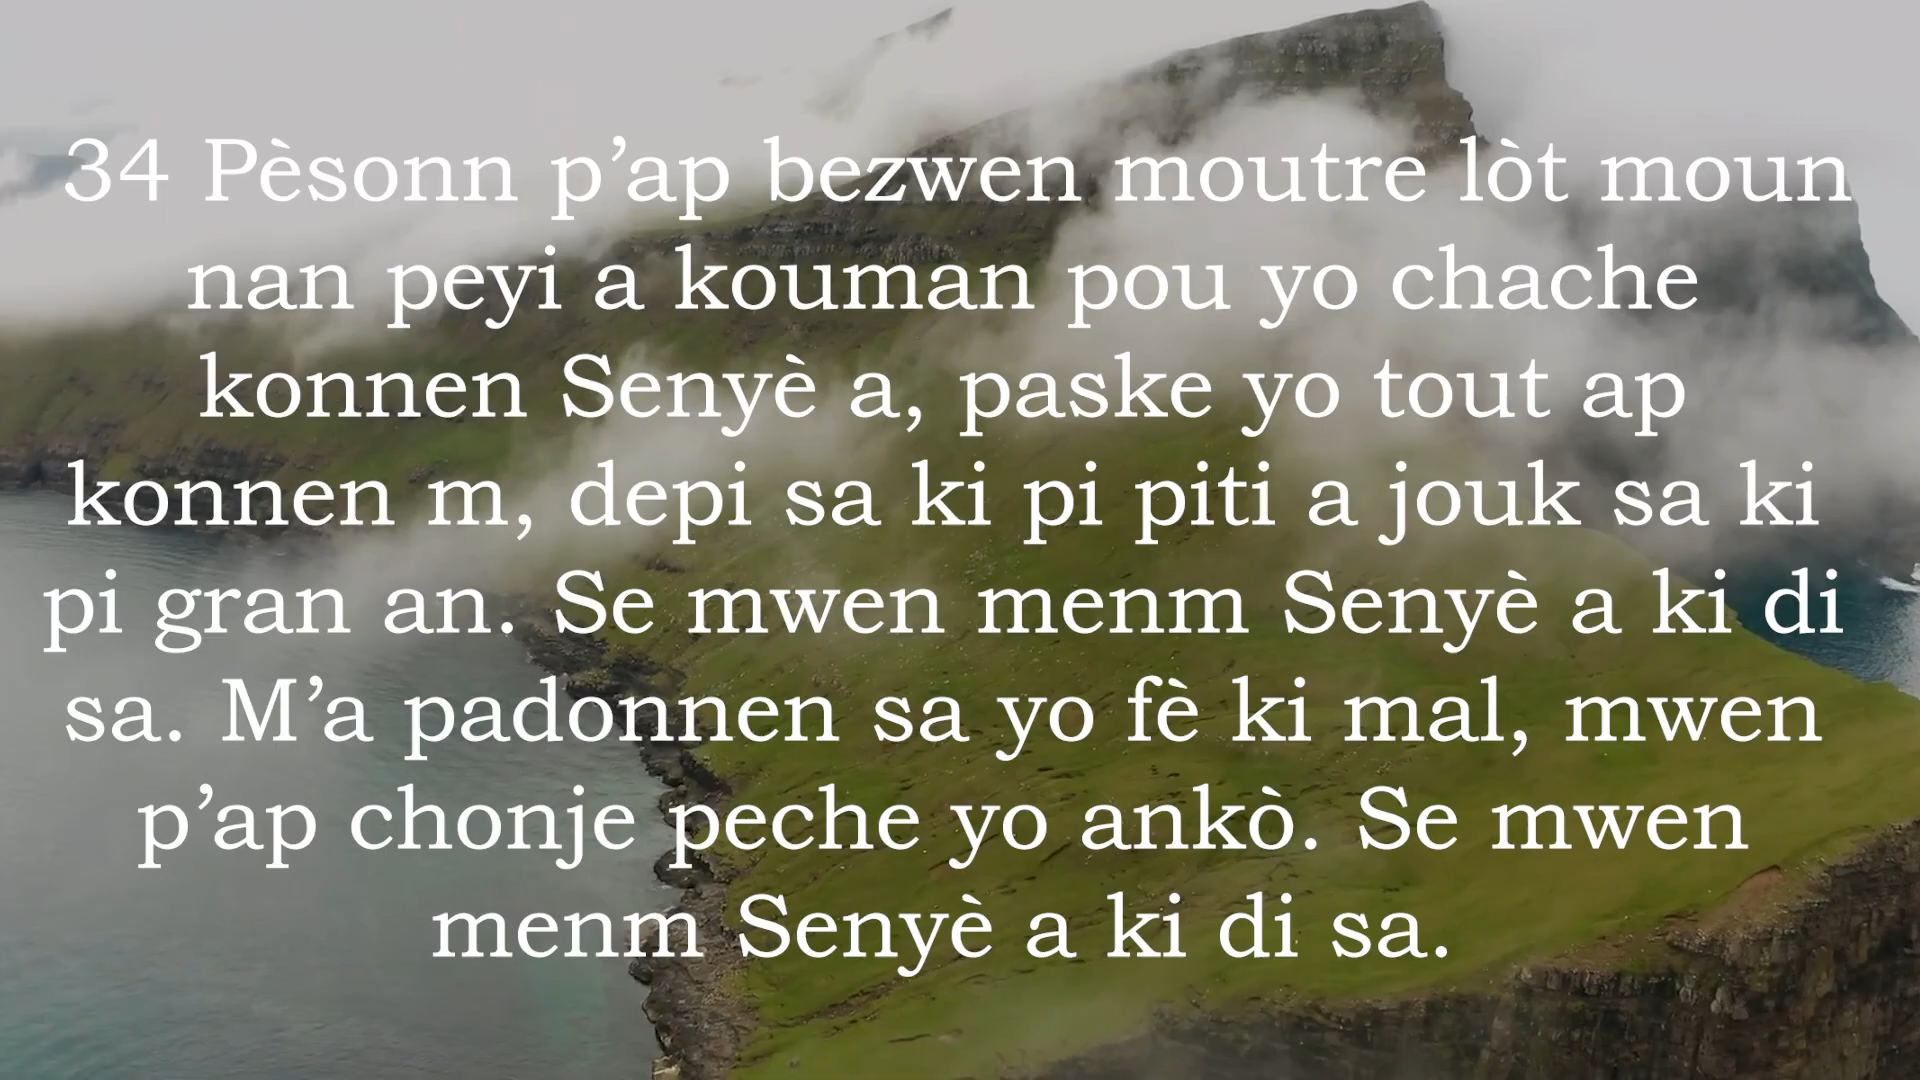 34 Pèsonn p’ap bezwen moutre lòt moun
nan peyi a kouman pou yo chache
konnen Senyè a, paske yo tout ap
konnen m, depi sa ki pi piti a jouk sa ki
pi gran an. Se mwen menm Senyè a ki di
sa. M’a padonnen sa yo fè ki mal, mwen
p’ap chonje peche yo ankò. Se mwen
menm Senyè a ki di sa.